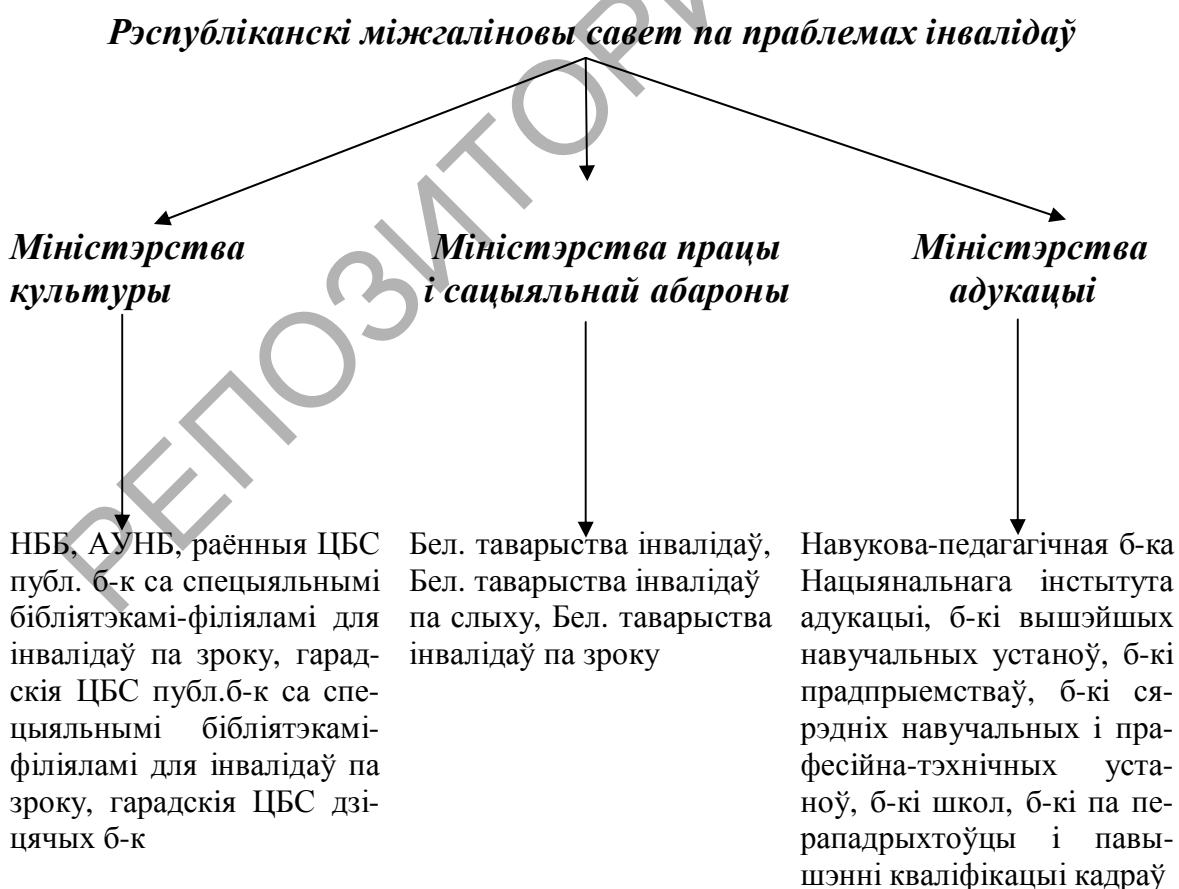 Рэспубліканскі міжгаліновы савет па праблемах інвалідаў
Міністэрства
культуры
Міністэрства працы
і сацыяльнай абароны
Міністэрства
адукацыі
НББ, АУНБ, раённыя ЦБС
публ. б-к са спецыяльнымі
бібліятэкамі-філіяламі для
інвалідаў па зроку, гарад-
скія ЦБС публ.б-к са спе-
цыяльнымі бібліятэкамі-
філіяламі для інвалідаў па
зроку, гарадскія ЦБС дзі-
цячых б-к
Бел. таварыства інвалідаў,
Бел. таварыства інвалідаў
па слыху, Бел. таварыства
інвалідаў па зроку
Навукова-педагагічная б-ка
Нацыянальнага інстытута
адукацыі, б-кі вышэйшых
навучальных устаноў, б-кі
прадпрыемстваў, б-кі ся-
рэдніх навучальных і пра-
фесійна-тэхнічных уста-
ноў, б-кі школ, б-кі па пе-
рападрыхтоўцы і павы-
шэнні кваліфікацыі кадраў